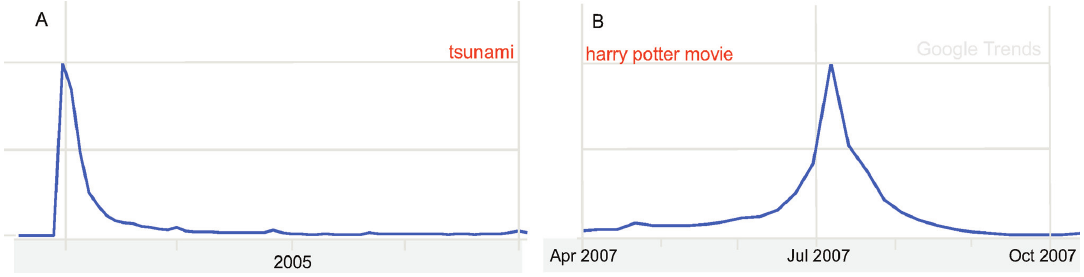 A
tsunami
2005
B
harry potter movie
Google Trends
Apr 2007
Jul 2007
Oct 2007